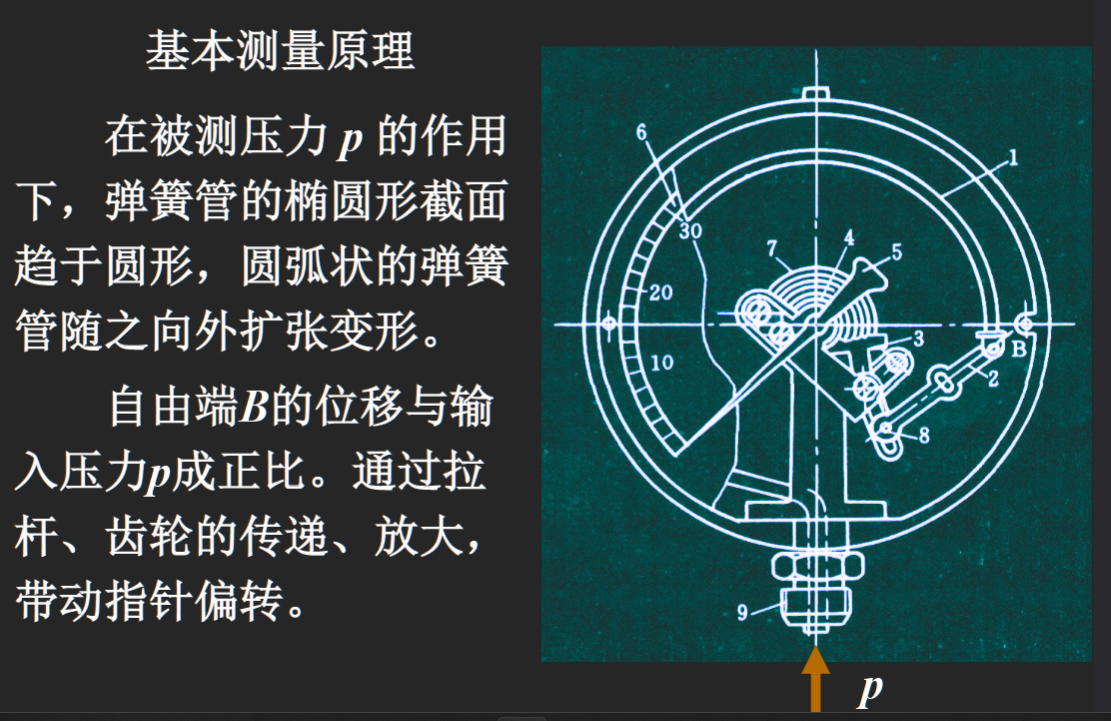 基本测量原理
在被测压力 p 的作用
下，弹簧管的椭圆形截面
趋于圆形，圆弧状的弹簧
管随之向外扩张变形。
自由端B的位移与输
入压力p成正比。通过拉
杆、齿轮的传递、放大，
带动指针偏转。
6
1
30
7
4
5
20
3
B
10
2
8
9
p